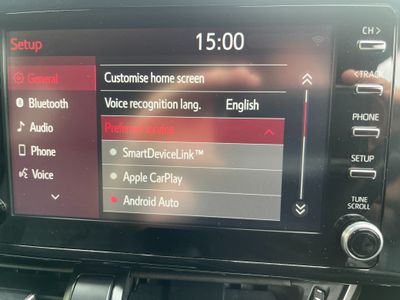 Setup
15:00
General
Customise home screen
Bluetooth
Voice recognition lang.
English
Audio
Preferred device
Phone
SmartDeviceLink™
Voice
Apple CarPlay
Android Auto
CH >
< TRACK
PHONE
SETUP
TUNE
SCROLL